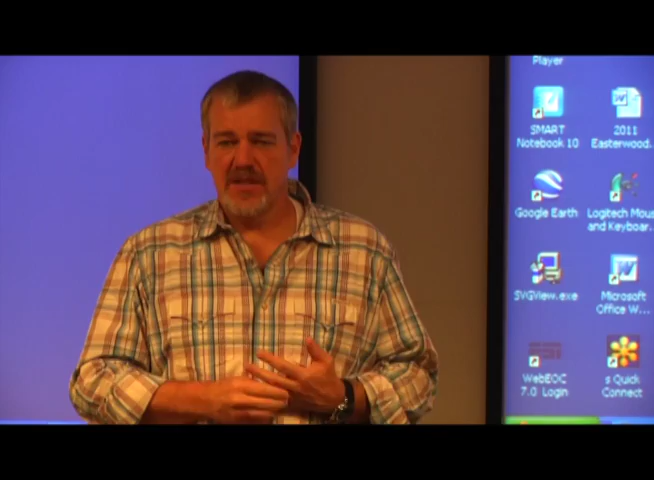 Player
SMART
Notebook 10
2011
Easterwood.
Google Earth
Logitech Mous
and Keyboar.
SVGView.exe
Microsoft
Office W...
WebEOC
7.0 Login
s Quick
Connect